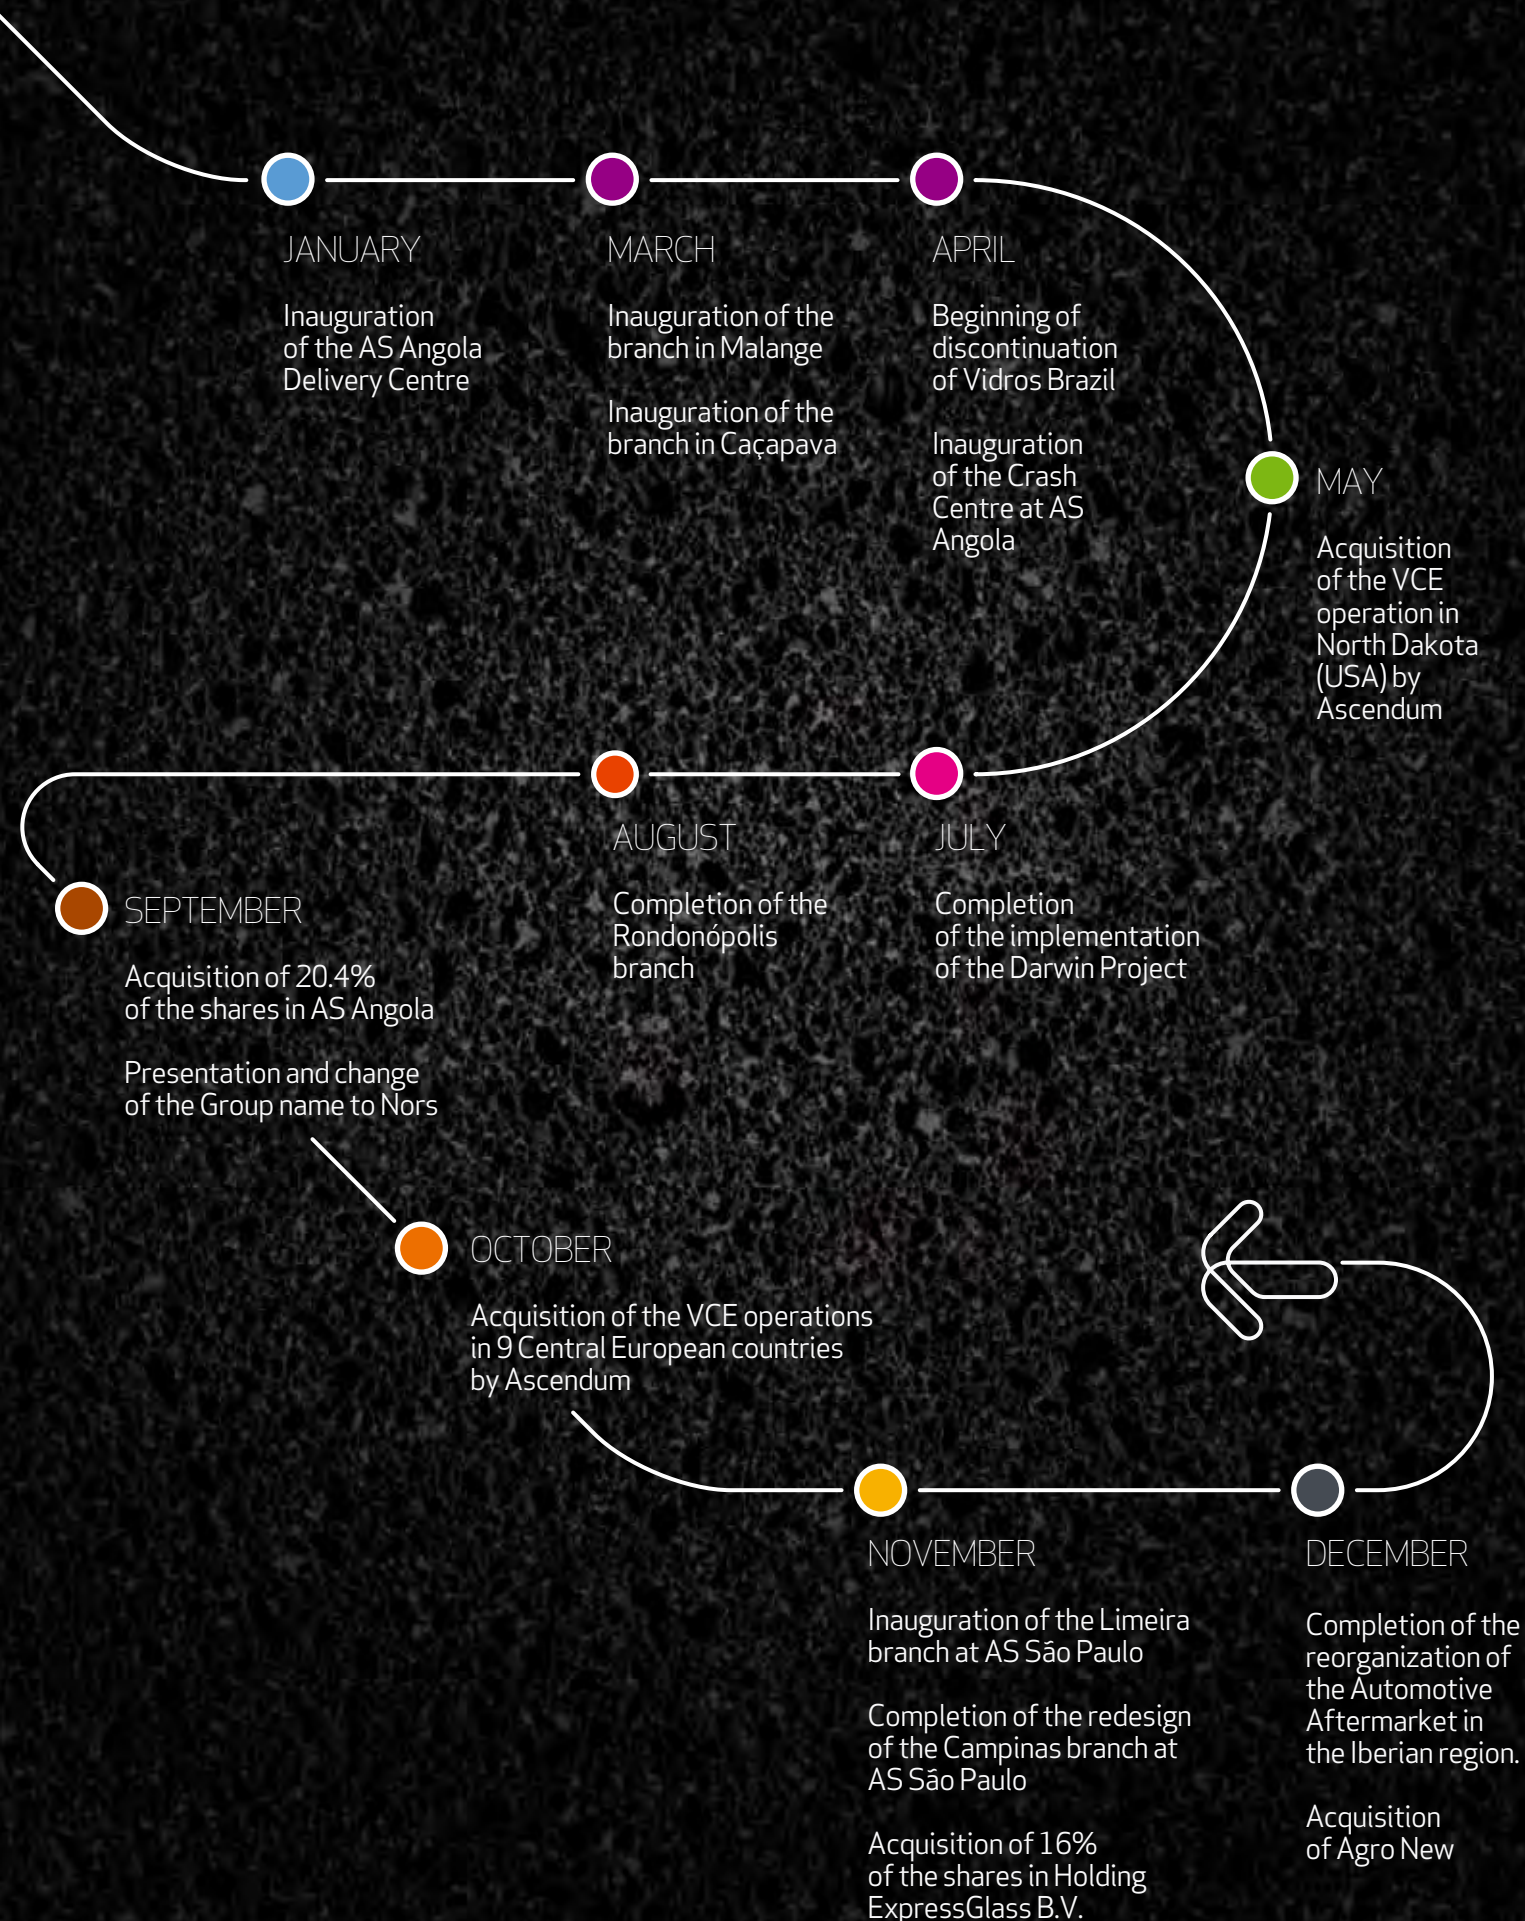 JANUARY
Inauguration
of the AS Angola
Delivery Centre
MARCH
Inauguration of the
branch in Malange
Inauguration of the
branch in Caçapava
APRIL
Beginning of
discontinuation
of Vidros Brazil
Inauguration
of the Crash
Centre at AS
Angola
MAY
Acquisition
of the VCE
operation in
North Dakota
(USA) by
Ascendum
JULY
Completion
of the implementation
of the Darwin Project
AUGUST
Completion of the
Rondonópolis
branch
SEPTEMBER
Acquisition of 20.4%
of the shares in AS Angola
Presentation and change
of the Group name to Nors
OCTOBER
Acquisition of the VCE operations
in 9 Central European countries
by Ascendum
NOVEMBER
Inauguration of the Limeira
branch at AS São Paulo
Completion of the redesign
of the Campinas branch at
AS São Paulo
Acquisition of 16%
of the shares in Holding
ExpressGlass B.V.
DECEMBER
Completion of the
reorganization of
the Automotive
Aftermarket in
the Iberian region.
Acquisition
of Agro New